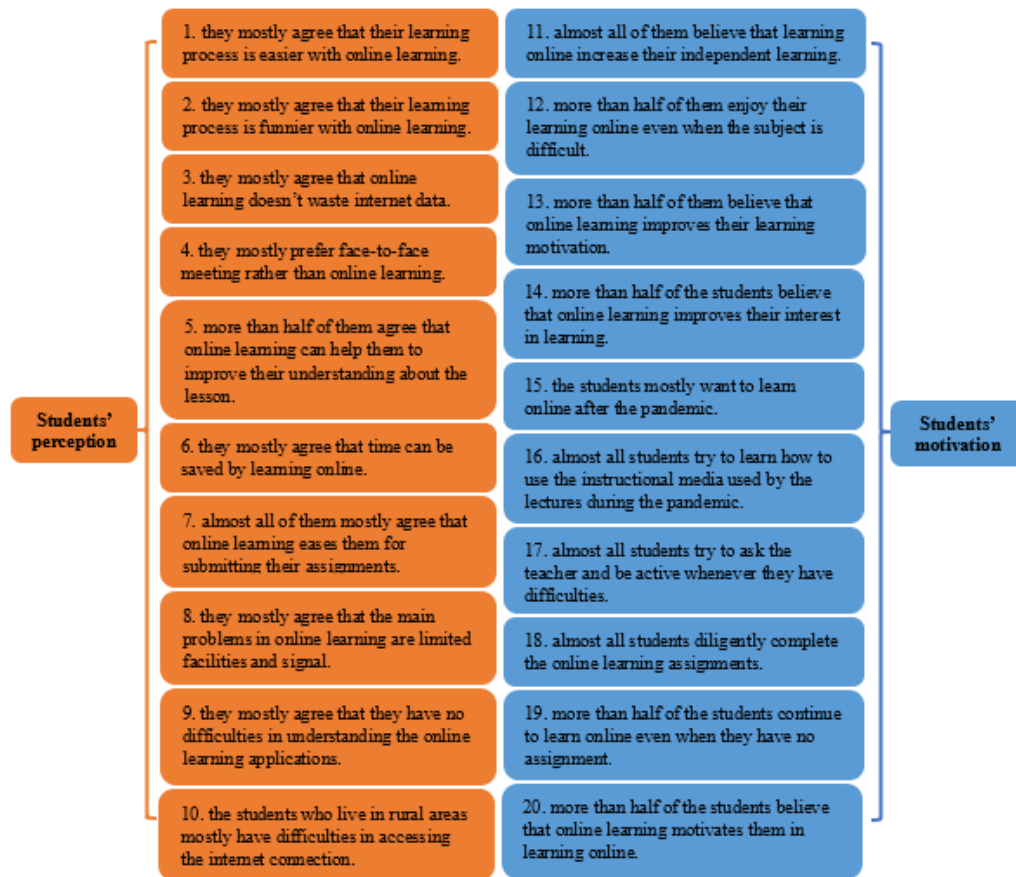 1. they mostly agree that their learning
process is easier with online learning.
2. they mostly agree that their learning
process is funnier with online learning.
3. they mostly agree that online
learning doesn't waste internet data.
4. they mostly prefer face-to-face
meeting rather than online learning.
5. more than half of them agree that
online learning can help them to
improve their understanding about the
lesson.
Students'
perception
6. they mostly agree that time can be
saved by learning online.
7. almost all of them mostly agree that
online learning eases them for
submitting their assignments.
8. they mostly agree that the main
problems in online learning are limited
facilities and signal.
9. they mostly agree that they have no
difficulties in understanding the online
learning applications.
10. the students who live in rural areas
mostly have difficulties in accessing
the internet connection.
11. almost all of them believe that learning
online increase their independent learning.
12. more than half of them enjoy their
learning online even when the subject is
difficult.
13. more than half of them believe that
online learning improves their learning
motivation.
14. more than half of the students believe
that online learning improves their interest
in learning.
15. the students mostly want to learn
online after the pandemic.
Students'
motivation
16. almost all students try to learn how to
use the instructional media used by the
lectures during the pandemic.
17. almost all students try to ask the
teacher and be active whenever they have
difficulties.
18. almost all students diligently complete
the online learning assignments.
19. more than half of the students continue
to learn online even when they have no
assignment.
20. more than half of the students believe
that online learning motivates them in
learning online.